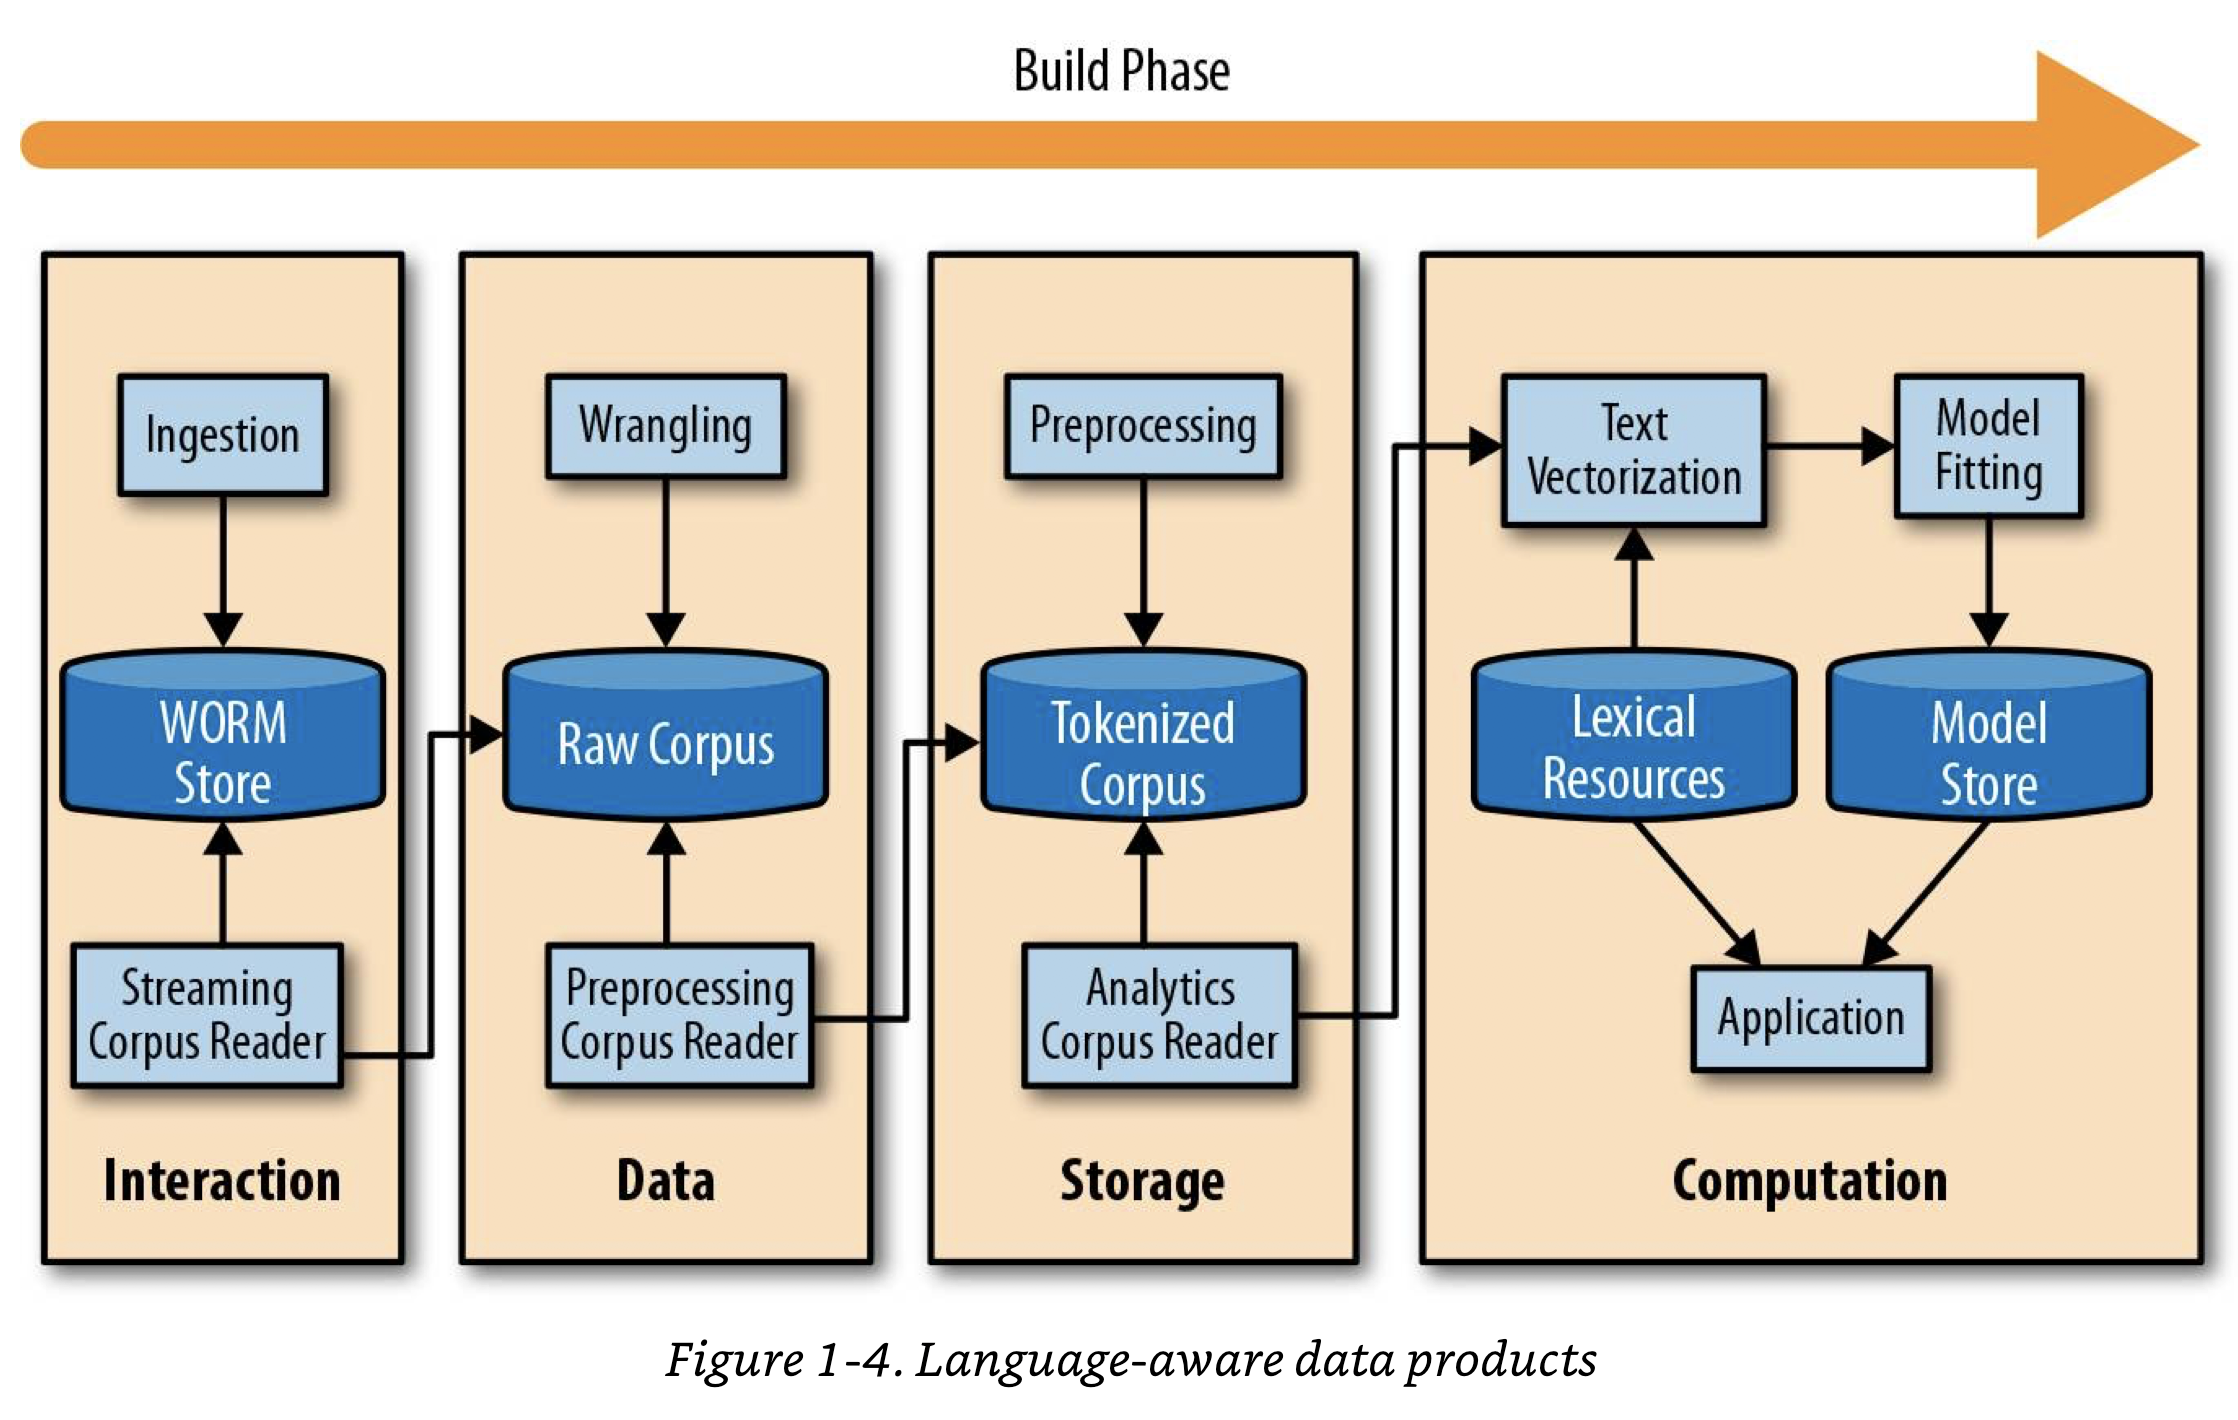 Build Phase
Ingestion
WORM
Store
Streaming
Corpus Reader
Interaction
Wrangling
Raw Corpus
Preprocessing
Corpus Reader
Data
Preprocessing
Tokenized
Corpus
Analytics
Corpus Reader
Storage
Text
Vectorization
Model
Fitting
Lexical
Resources
Model
Store
Application
Computation
Figure 1-4. Language-aware data products